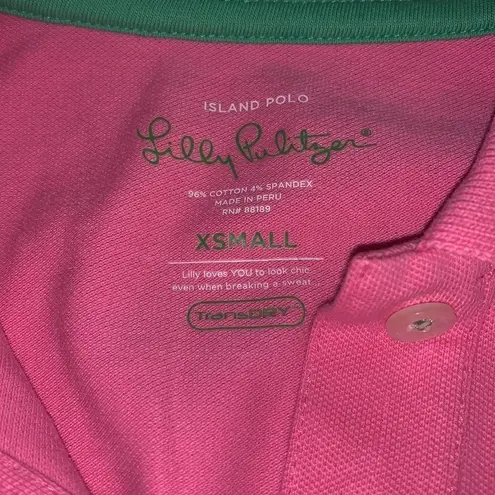 ISLAND POLO
Lilly Pulitzer®
96% COTTON 4% SPANDEX
MADE IN PERU
RN# 88189
XSMALL
Lilly loves YOU to look chic
even when breaking a sweat
TransDRY